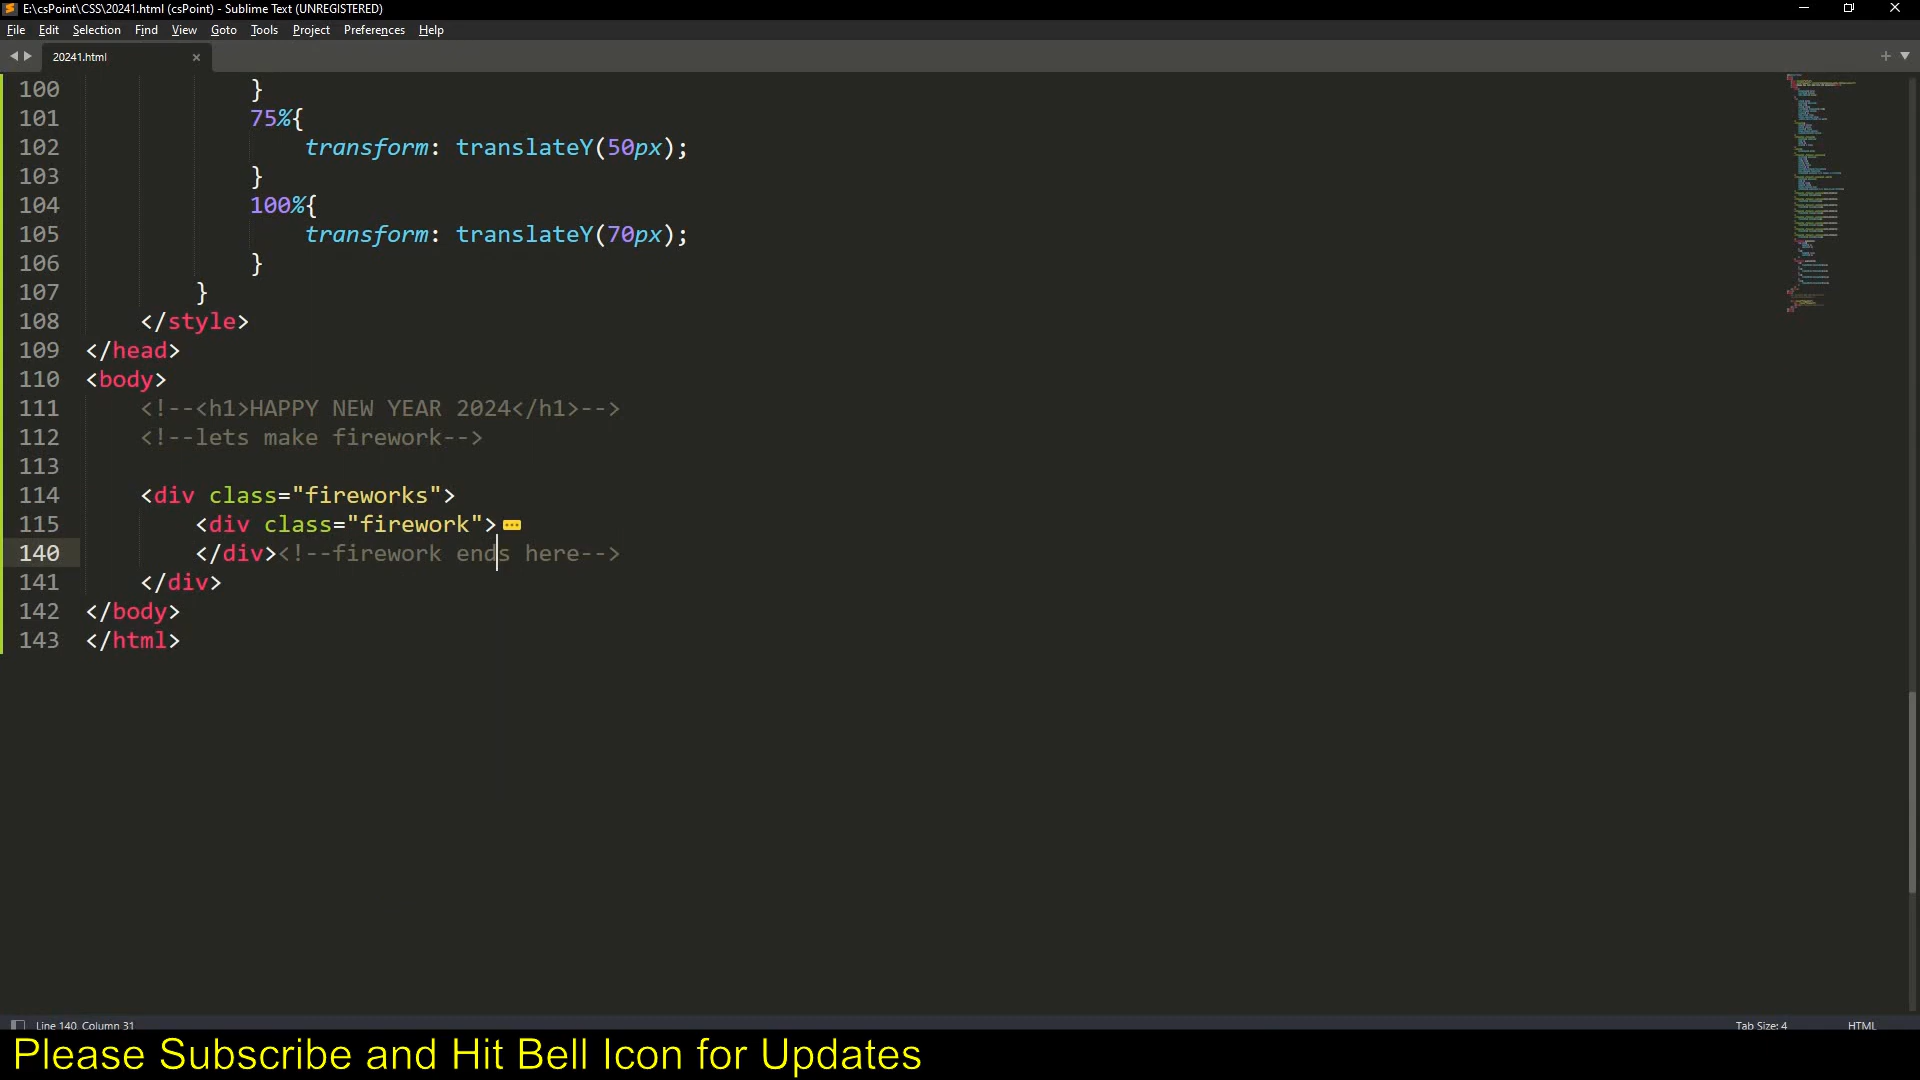 E:\csPoint\CSS\20241.html (csPoint) - Sublime Text (UNREGISTERED)
File Edit Selection Find View Goto Tools Project Preferences Help
20241.html
100 }
101 75%{
102 transform: translateY(50px);
103 }
104 100%{
105 transform: translateY(70px);
106 }
107 }
108 </style>
109 </head>
110 <body>
111 <!--<h1>HAPPY NEW YEAR 2024</h1>-->
112 <!--lets make firework-->
113
114 <div class="fireworks">
115 <div class="firework">
140 </div><!--firework ends here-->
141 </div>
142 </body>
143 </html>
Line 140, Column 31
Tab Size: 4
HTML
Please Subscribe and Hit Bell Icon for Updates